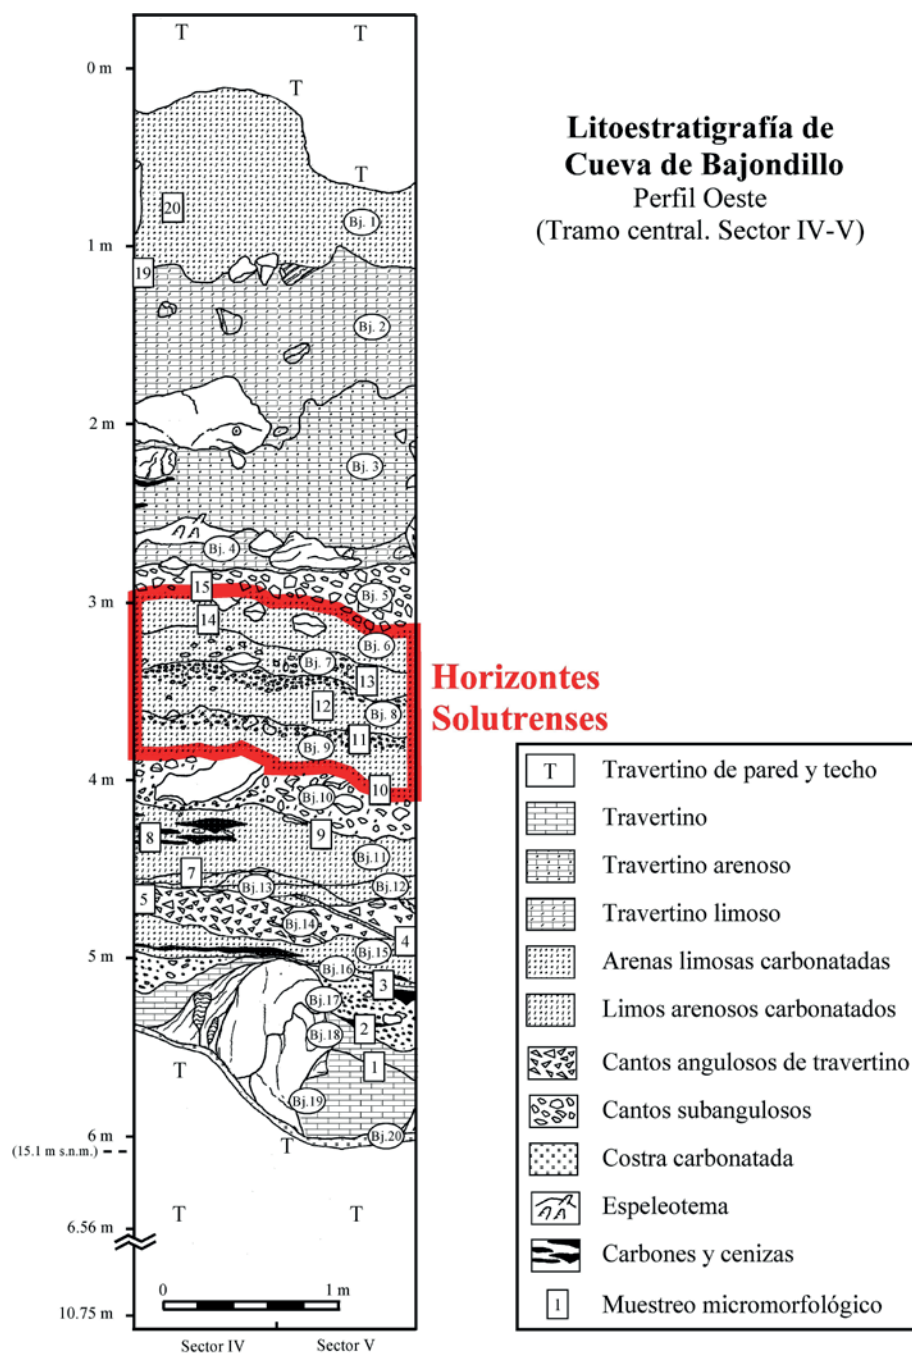 T
T
0 m
T
Litoestratigrafía de
Cueva de Bajondillo
Perfil Oeste
(Tramo central. Sector IV-V)
T
20
Bj. 1
1 m
19
Bj. 2
2 m
Bj. 3
Bj. 4
15
Bj. 5
3 m
14
Bj. 6
Bj. 7
13
Horizontes
Solutrenses
12
Bj. 8
11
Bj. 9
4 m
10
Bj.10
9
8
Bj.11
7
Bj.13
Bj.12
5
Bj.14
4
Bj.15
5 m
Bj.16
3
Bj.17
2
Bj.18
1
T
Bj.19
6 m
Bj.20
(15.1 m s.n.m.)
T
T
T
6.56 m
0
1 m
10.75 m
Sector IV
Sector V
T
Travertino de pared y techo
Travertino
Travertino arenoso
Travertino limoso
Arenas limosas carbonatadas
Limos arenosos carbonatados
Cantos angulosos de travertino
Cantos subangulosos
Costra carbonatada
Espeleotema
Carbones y cenizas
1
Muestreo micromorfológico